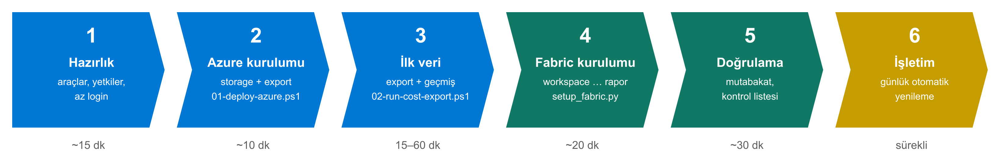 1
Hazırlık
araçlar, yetkiler,
az login
~15 dk
2
Azure kurulumu
storage + export
01-deploy-azure.ps1
~10 dk
3
İlk veri
export + geçmiş
02-run-cost-export.ps1
15–60 dk
4
Fabric kurulumu
workspace … rapor
setup_fabric.py
~20 dk
5
Doğrulama
mutabakat,
kontrol listesi
~30 dk
6
İşletim
günlük otomatik
yenileme
sürekli